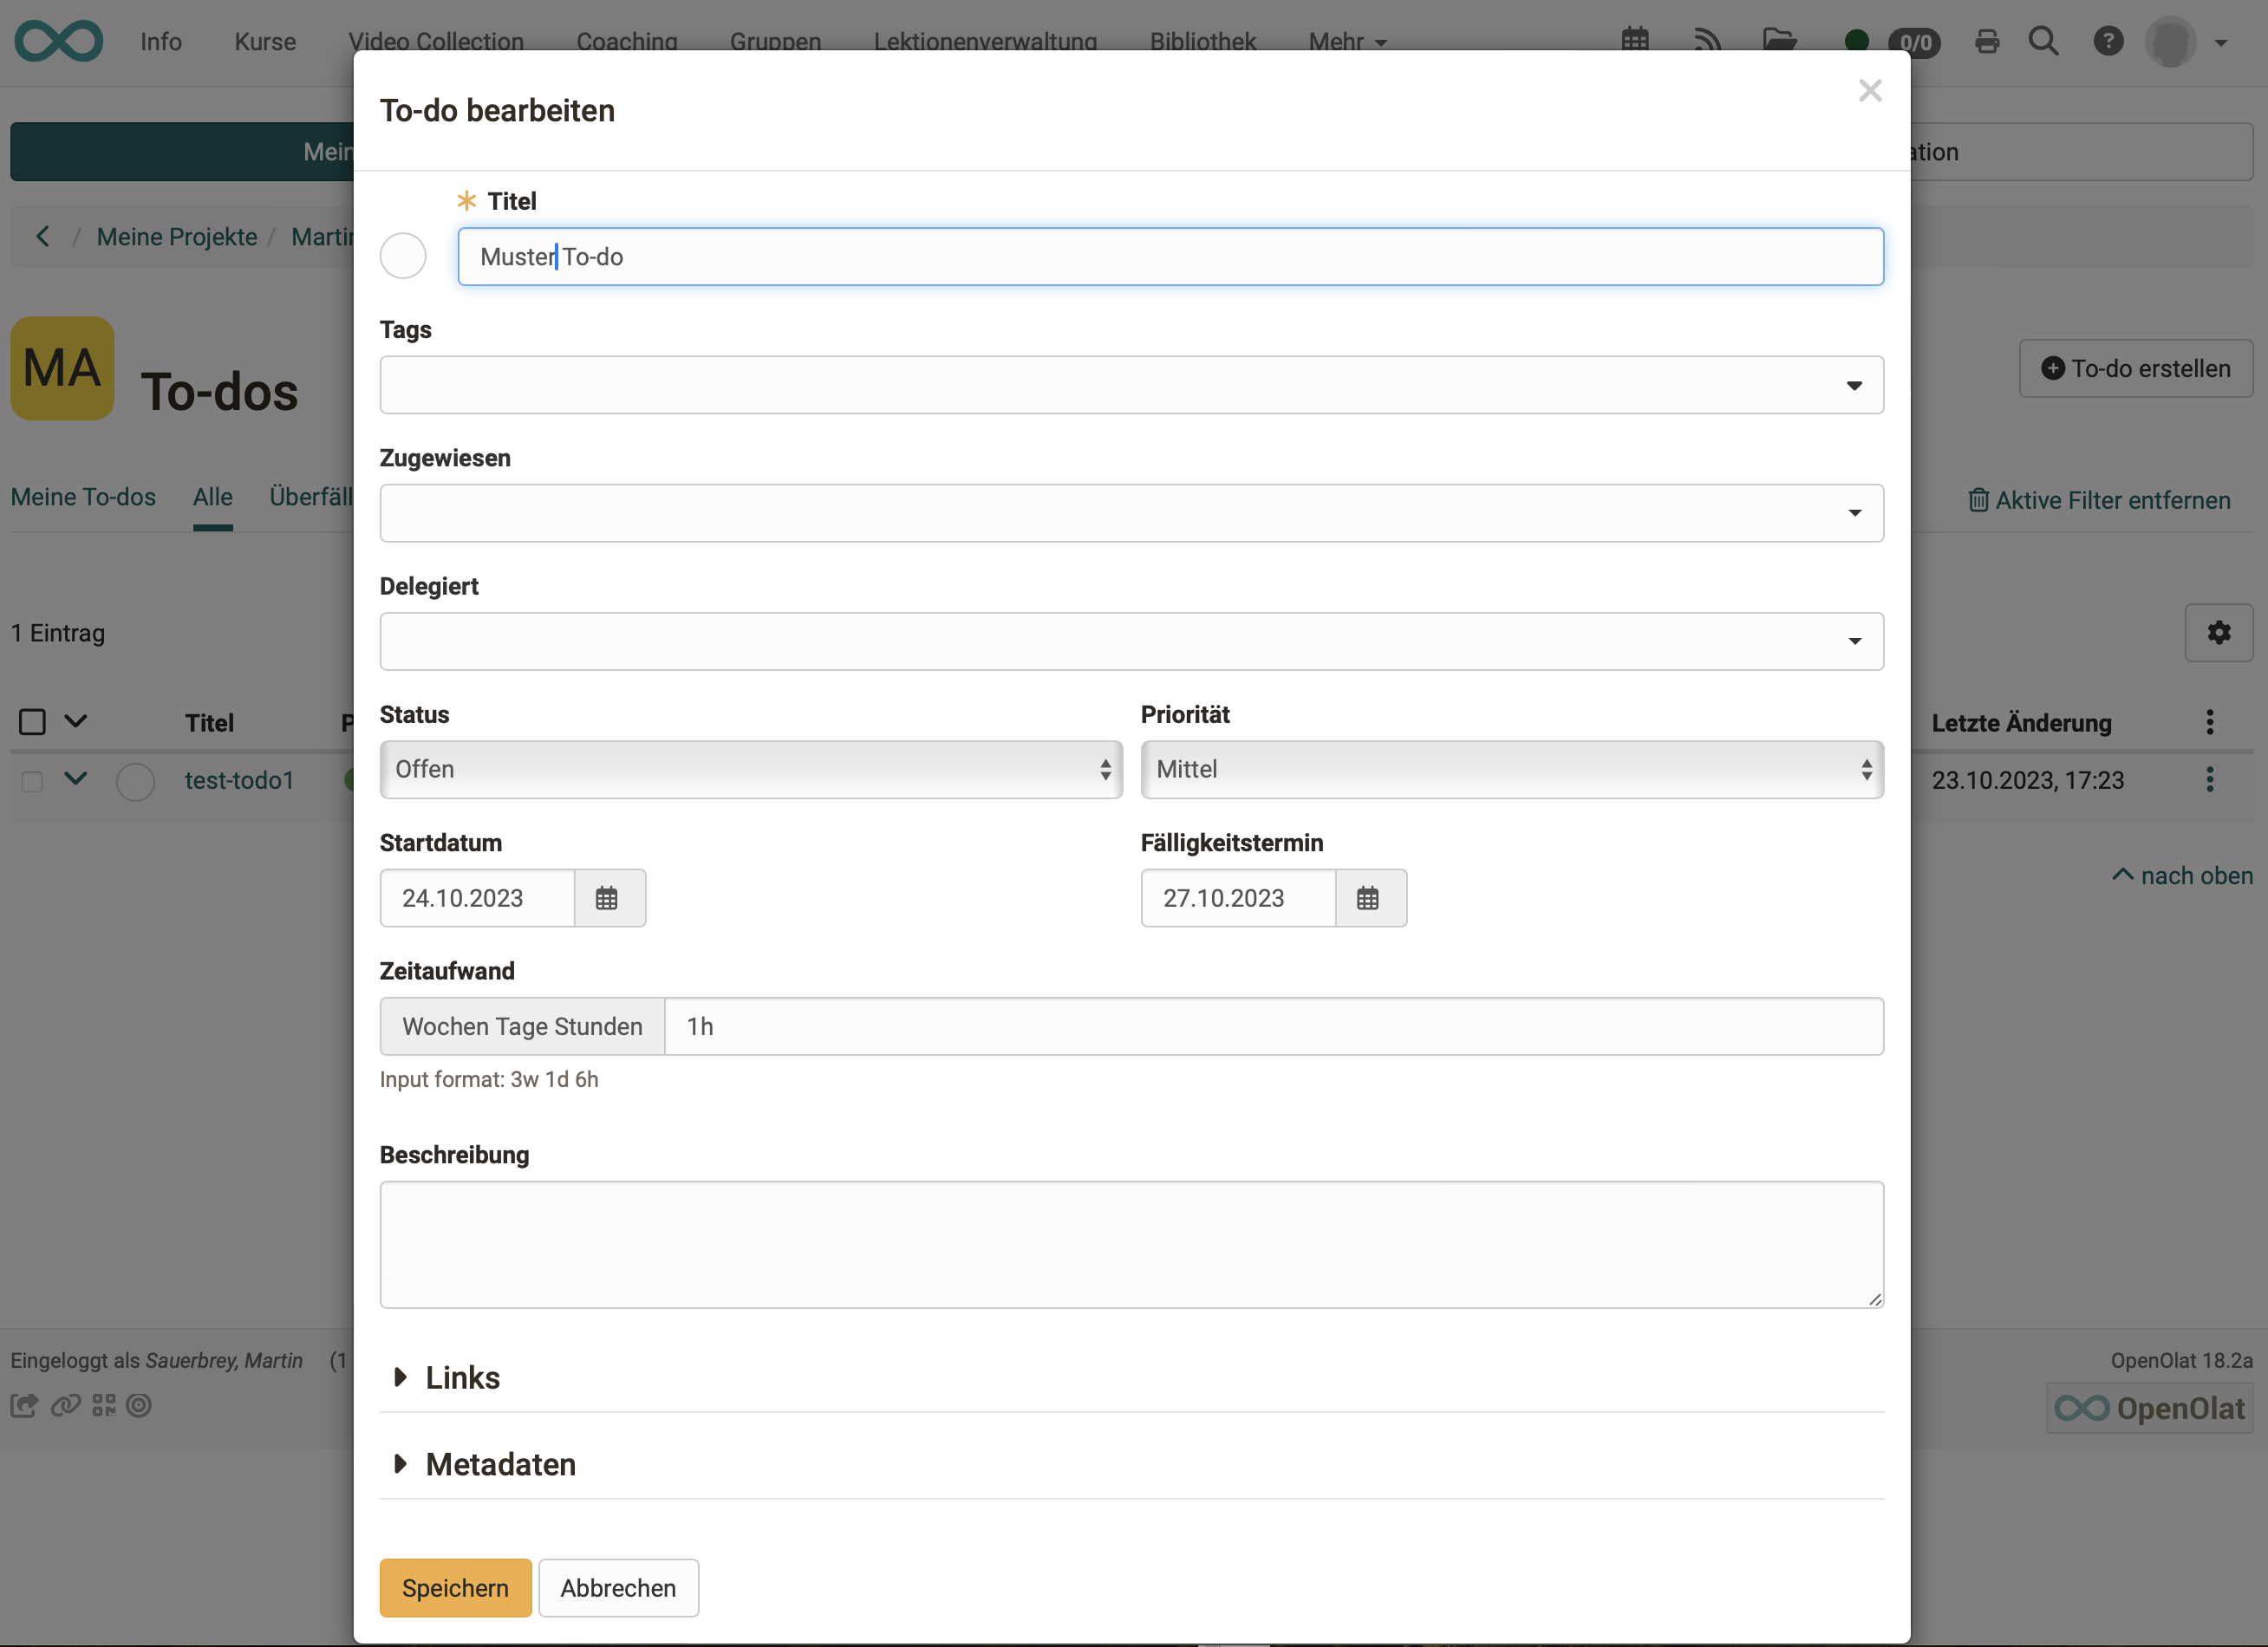 Info Kurse Video Collection Coaching Gruppen Lektionenverwaltung Bibliothek Mehr 0/0
To-do bearbeiten
Titel
Muster To-do
Meine Projekte
To-dos
MA
To-do erstellen
Tags
Zugewiesen
Meine To-dos Alle
Aktive Filter entfernen
Delegiert
1 Eintrag
Status Priorität
Titel
Letzte Änderung
Offen Mittel
test-todo1
23.10.2023, 17:23
Startdatum Fälligkeitstermin
24.10.2023 27.10.2023
nach oben
Zeitaufwand
Wochen Tage Stunden 1h
Input format: 3w 1d 6h
Beschreibung
Links
Metadaten
Speichern Abbrechen
Eingeloggt als Sauerbrey, Martin (1
OpenOlat 18.2a
OpenOlat